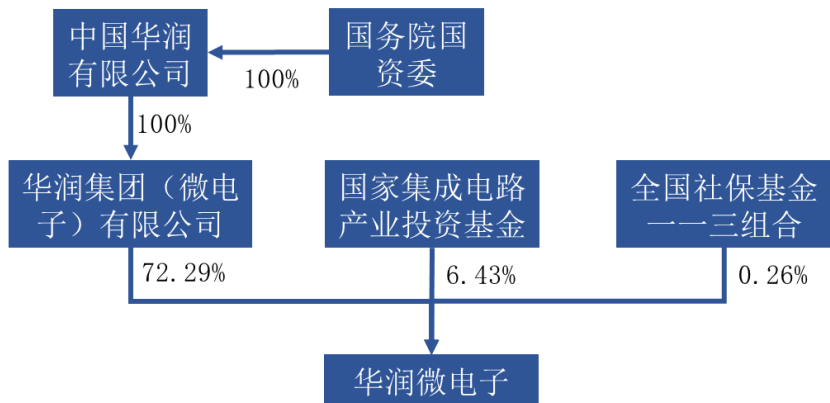 中国华润
有限公司
国务院国
资委
100%
100%
华润集团（微电
子）有限公司
国家集成电路
产业投资基金
全国社保基金
一一三组合
72.29%
6.43%
0.26%
华润微电子